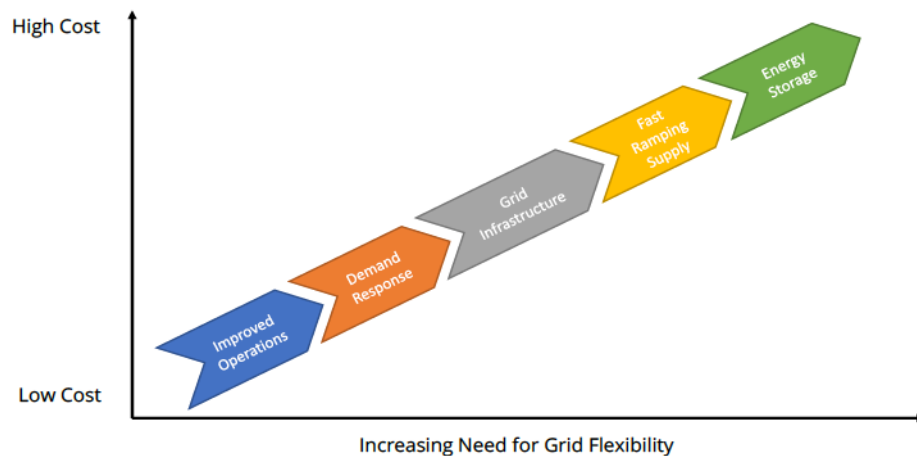 High Cost
Energy
Storage
Fast
Ramping
Supply
Grid
Infrastructure
Demand
Response
Improved
Operations
Low Cost
Increasing Need for Grid Flexibility